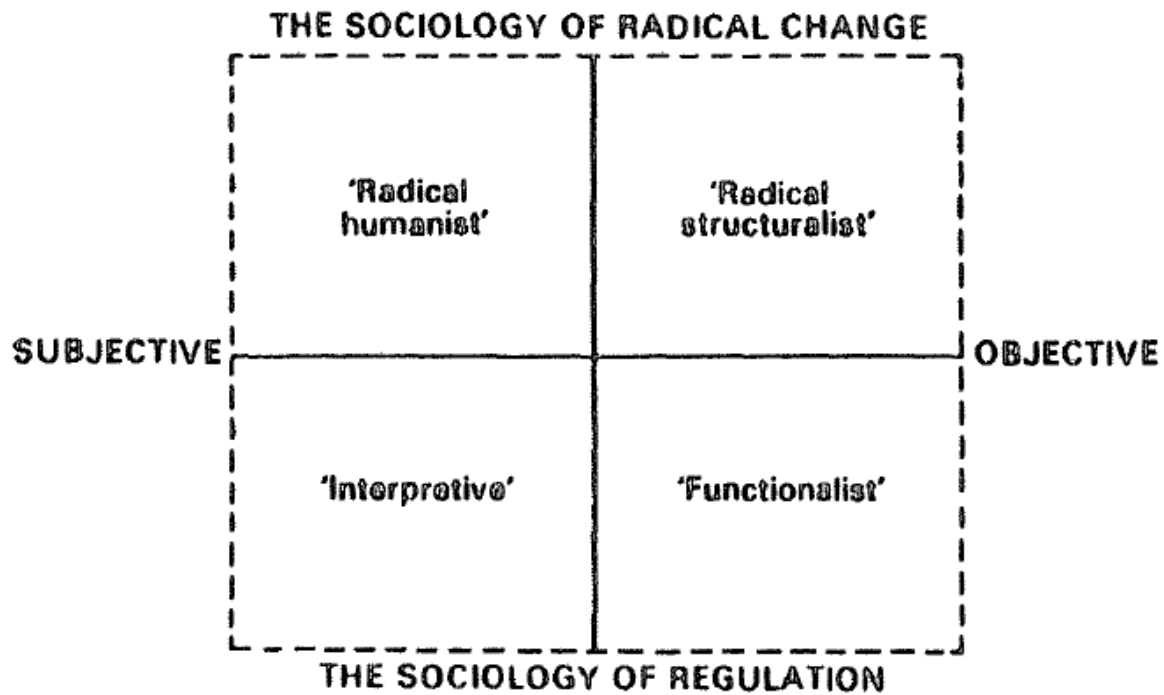 THE SOCIOLOGY OF RADICAL CHANGE
'Radical
humanist'
'Radical
structuralist'
SUBJECTIVE
OBJECTIVE
'Interpretive'
'Functionalist'
THE SOCIOLOGY OF REGULATION